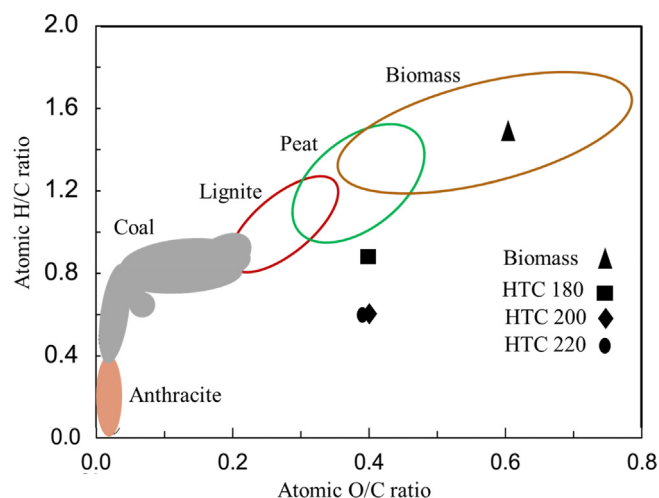 2.0
1.6
1.2
0.8
0.4
0.0
Atomic H/C ratio
Biomass
Peat
Lignite
Coal
Anthracite
Biomass
HTC 180
HTC 200
HTC 220
0.0 0.2 0.4 0.6 0.8
Atomic O/C ratio